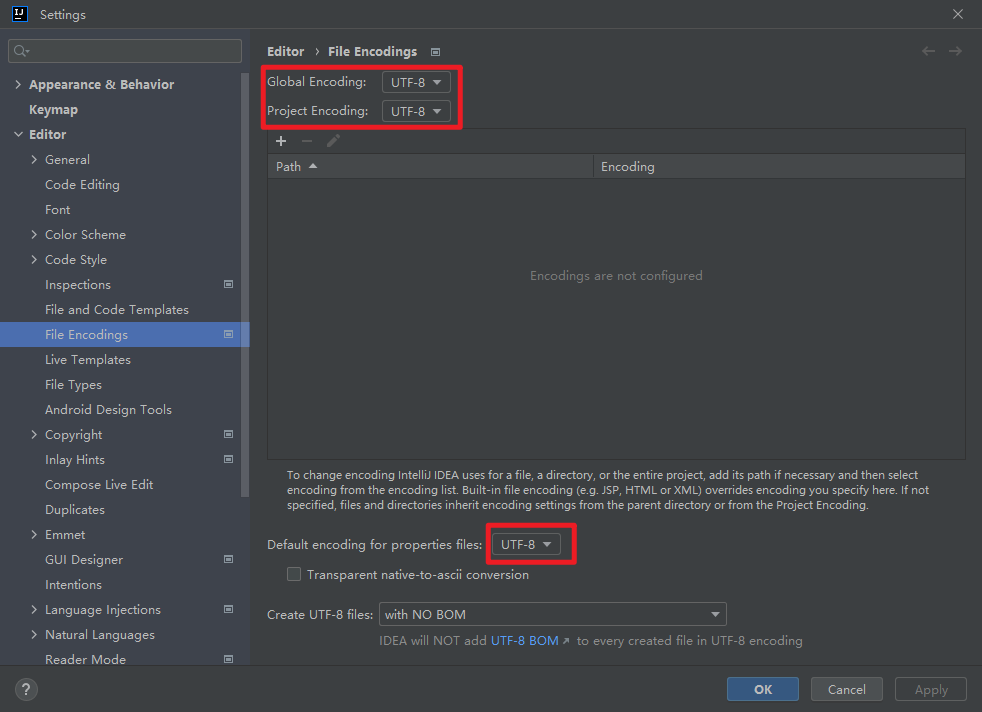 Settings
Appearance & Behavior
Keymap
Editor
General
Code Editing
Font
Color Scheme
Code Style
Inspections
File and Code Templates
File Encodings
Live Templates
File Types
Android Design Tools
Copyright
Inlay Hints
Compose Live Edit
Duplicates
Emmet
GUI Designer
Intentions
Language Injections
Natural Languages
Reader Mode
Editor › File Encodings
Global Encoding: UTF-8
Project Encoding: UTF-8
Path Encoding
Encodings are not configured
To change encoding IntelliJ IDEA uses for a file, a directory, or the entire project, add its path if necessary and then select
encoding from the encoding list. Built-in file encoding (e.g. JSP, HTML or XML) overrides encoding you specify here. If not
specified, files and directories inherit encoding settings from the parent directory or from the Project Encoding.
Default encoding for properties files: UTF-8
Transparent native-to-ascii conversion
Create UTF-8 files: with NO BOM
IDEA will NOT add UTF-8 BOM ↗ to every created file in UTF-8 encoding
? OK Cancel Apply